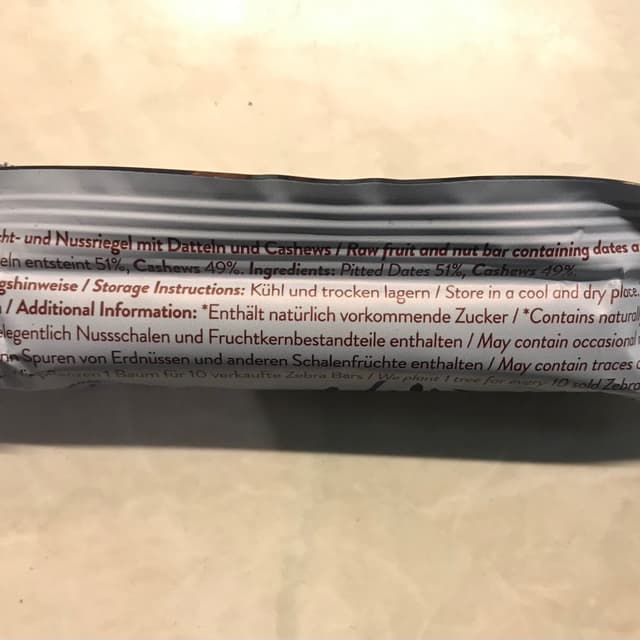 cht- und Nussriegel mit Datteln und Cashews / Raw fruit and nut bar containing dates a
eln entsteint 51%, Cashews 49%. Ingredients: Pitted Dates 51%, Cashews 49%.
gshinweise / Storage Instructions: Kühl und trocken lagern / Store in a cool and dry place.
/ Additional Information: *Enthält natürlich vorkommende Zucker / *Contains natural
elegentlich Nussschalen und Fruchtkernbestandteile enthalten / May contain occasional
Spuren von Erdnüssen und anderen Schalenfrüchte enthalten / May contain traces
1 Baum für 10 verkaufte Zebra Bars / We plant 1 tree for every 10 sold Zebra